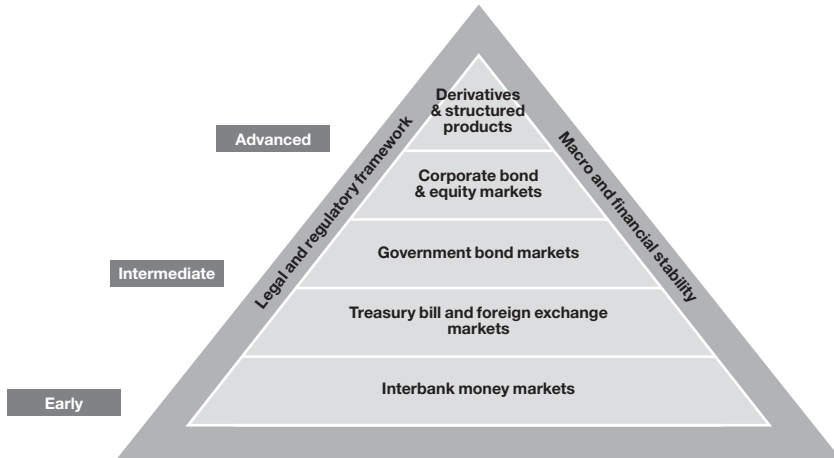 Derivatives
& structured
products
Advanced
Legal and regulatory framework
Macro and financial stability
Corporate bond
& equity markets
Government bond markets
Intermediate
Treasury bill and foreign exchange
markets
Interbank money markets
Early